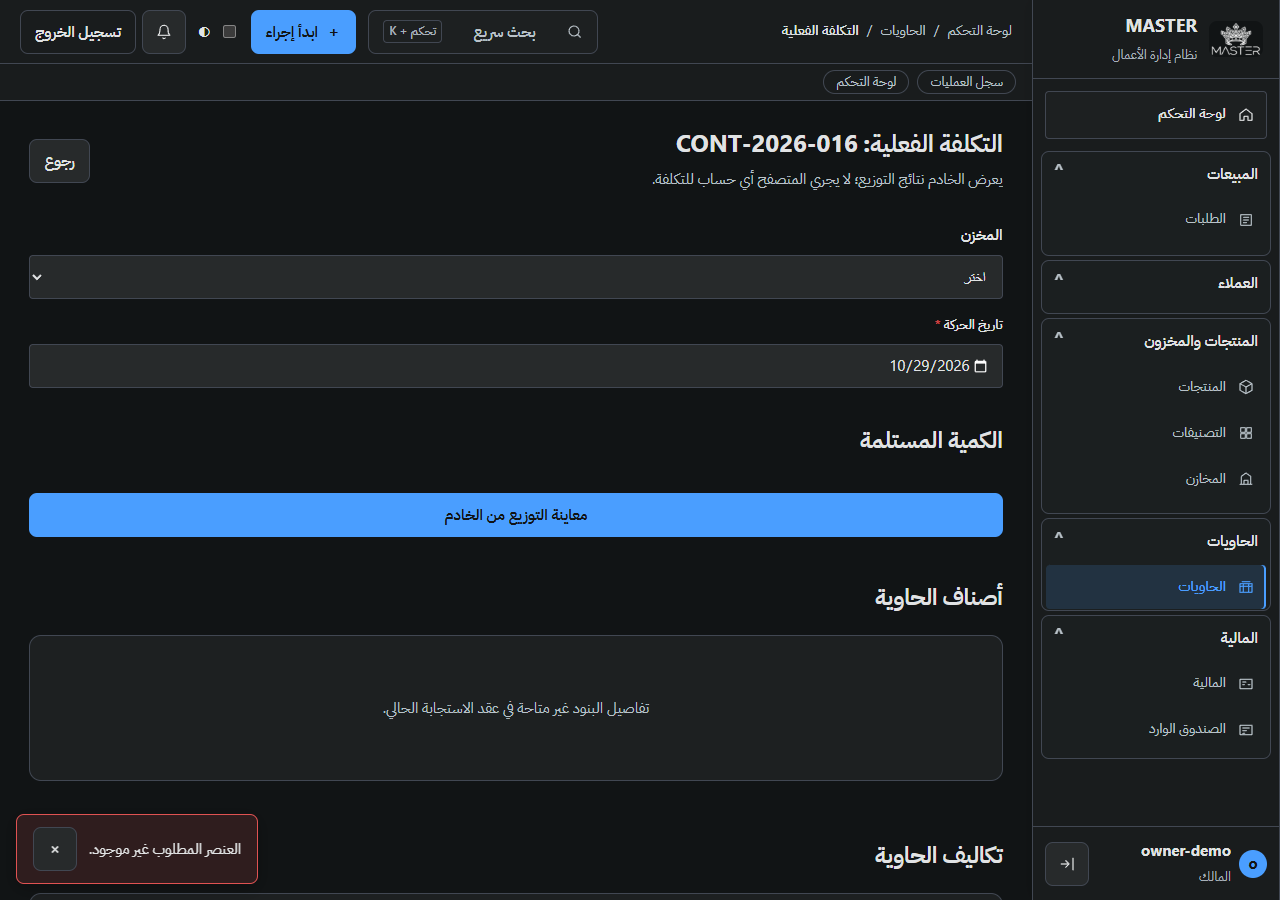 MASTER
نظام إدارة الأعمال
MASTER
لوحة التحكم
المبيعات
الطلبات
العملاء
المنتجات والمخزون
المنتجات
التصنيفات
المخازن
الحاويات
الحاويات
المالية
المالية
الصندوق الوارد
owner-demo
المالك
o
لوحة التحكم / الحاويات / التكلفة الفعلية
بحث سريع
تحكم + K
+ ابدأ إجراء
تسجيل الخروج
سجل العمليات
لوحة التحكم
التكلفة الفعلية: CONT-2026-016
يعرض الخادم نتائج التوزيع؛ لا يجري المتصفح أي حساب للتكلفة.
رجوع
المخزن
اختر
تاريخ الحركة *
10/29/2026
الكمية المستلمة
معاينة التوزيع من الخادم
أصناف الحاوية
تفاصيل البنود غير متاحة في عقد الاستجابة الحالي.
تكاليف الحاوية
العنصر المطلوب غير موجود.
×